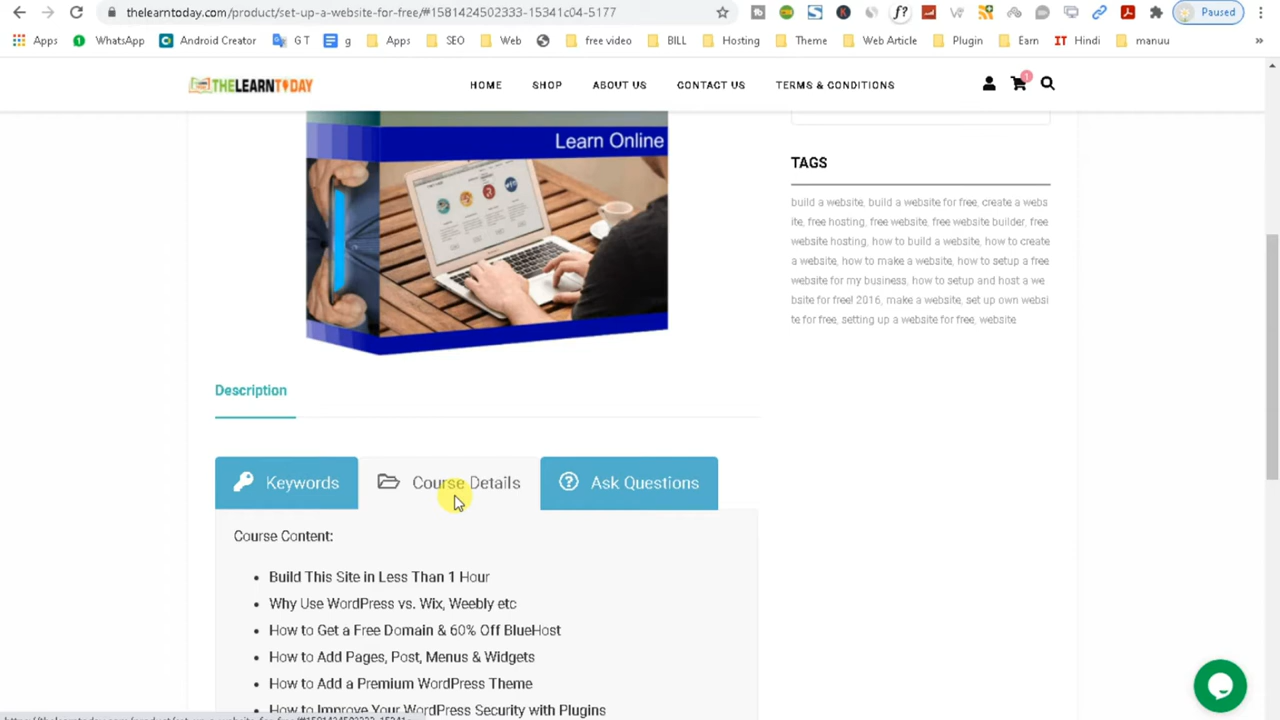 thelearntoday.com/product/set-up-a-website-for-free/#1581424502333-15341c04-5177
Paused
Apps
WhatsApp
Android Creator
G T
g
Apps
SEO
Web
free video
BILL
Hosting
Theme
Web Article
Plugin
Earn
IT
Hindi
manuu
THELEARNTODAY
HOME
SHOP
ABOUT US
CONTACT US
TERMS & CONDITIONS
1
Learn Online
TAGS
build a website, build a website for free, create a webs
ite, free hosting, free website, free website builder, free
website hosting, how to build a website, how to create
a website, how to make a website, how to setup a free
website for my business, how to setup and host a we
bsite for free! 2016, make a website, set up own websi
te for free, setting up a website for free, website.
Description
Keywords
Course Details
Ask Questions
Course Content:
Build This Site in Less Than 1 Hour
Why Use WordPress vs. Wix, Weebly etc
How to Get a Free Domain & 60% Off BlueHost
How to Add Pages, Post, Menus & Widgets
How to Add a Premium WordPress Theme
How to Improve Your WordPress Security with Plugins